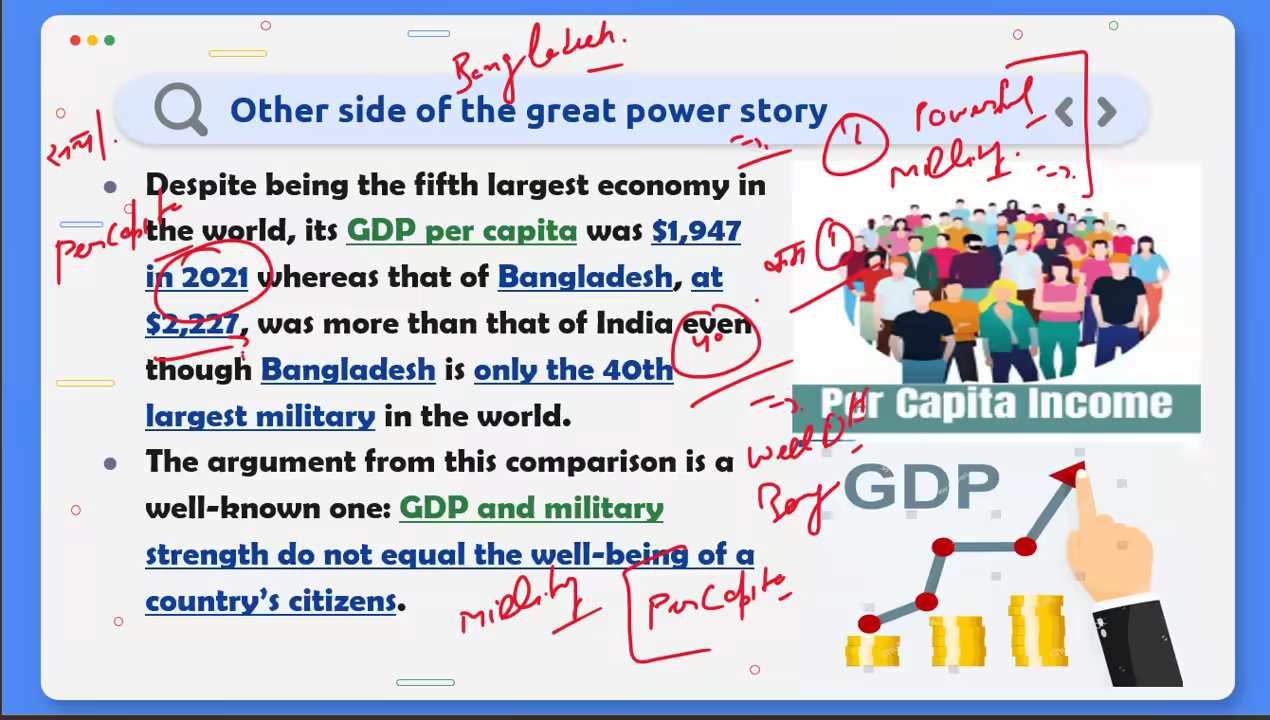 Bangladesh.
Other side of the great power story
Powerful
1
military.
Despite being the fifth largest economy in
the world, its GDP per capita was $1,947
Per Capita
in 2021 whereas that of Bangladesh, at
1
$2,227, was more than that of India even
40
though Bangladesh is only the 40th
largest military in the world.
Per Capita Income
The argument from this comparison is a
well-known one: GDP and military
GDP
strength do not equal the well-being of a
country's citizens.
Per Capita